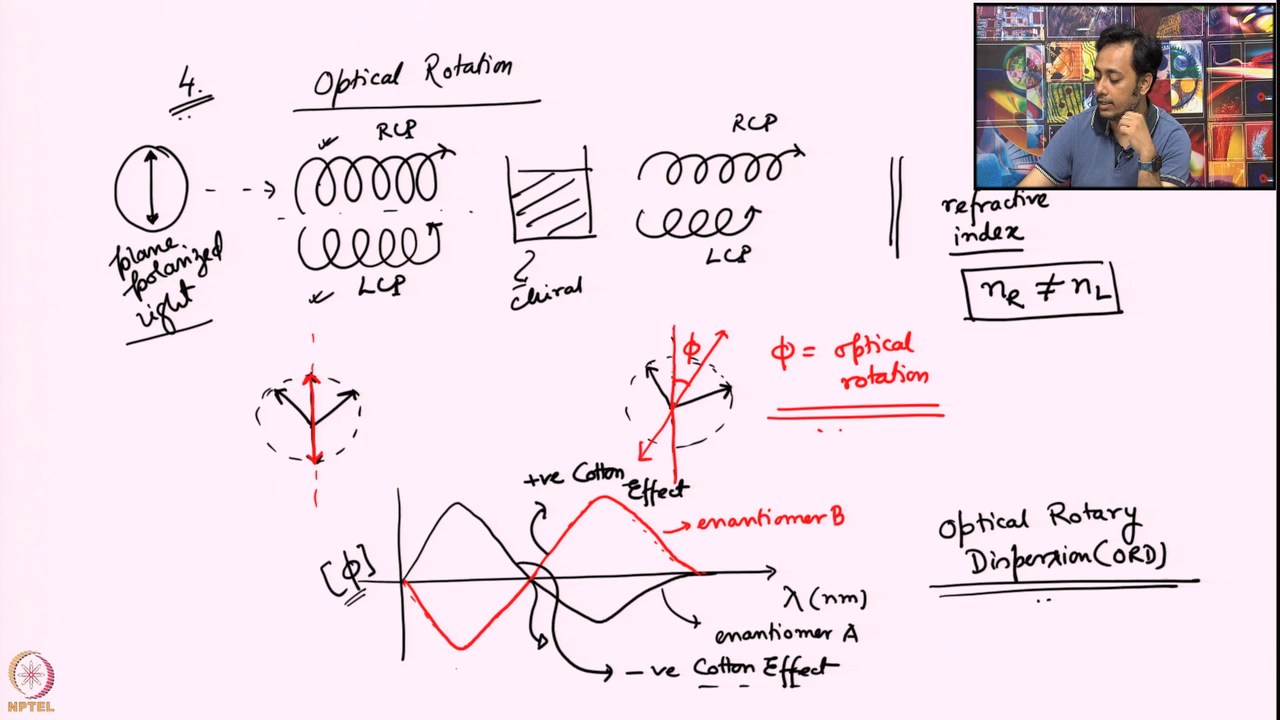 4.
Optical Rotation
RCP
RCP
plane
polarized
light
LCP
chiral
LCP
refractive
index
nR ≠ nL
ϕ
ϕ = optical
rotation
+ve Cotton
Effect
enantiomer B
[ϕ]
λ (nm)
enantiomer A
-ve Cotton Effect
Optical Rotary
Dispersion (ORD)
NPTEL